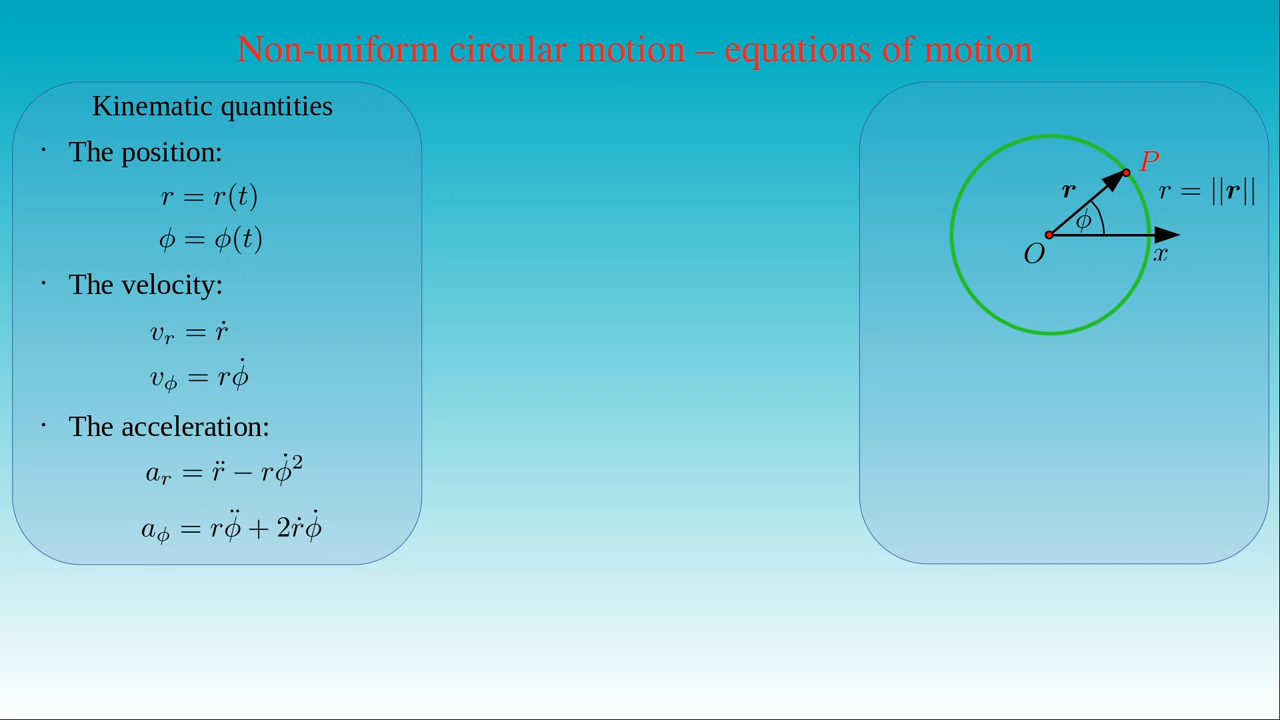 Non-uniform circular motion – equations of motion
Kinematic quantities
· The position:
r = r(t)
ϕ = ϕ(t)
· The velocity:
v_r = ṙ
v_ϕ = rϕ̇
· The acceleration:
a_r = r̈ − rϕ̇²
a_ϕ = rϕ̈ + 2ṙϕ̇
P
r
r = ||r||
ϕ
O
x